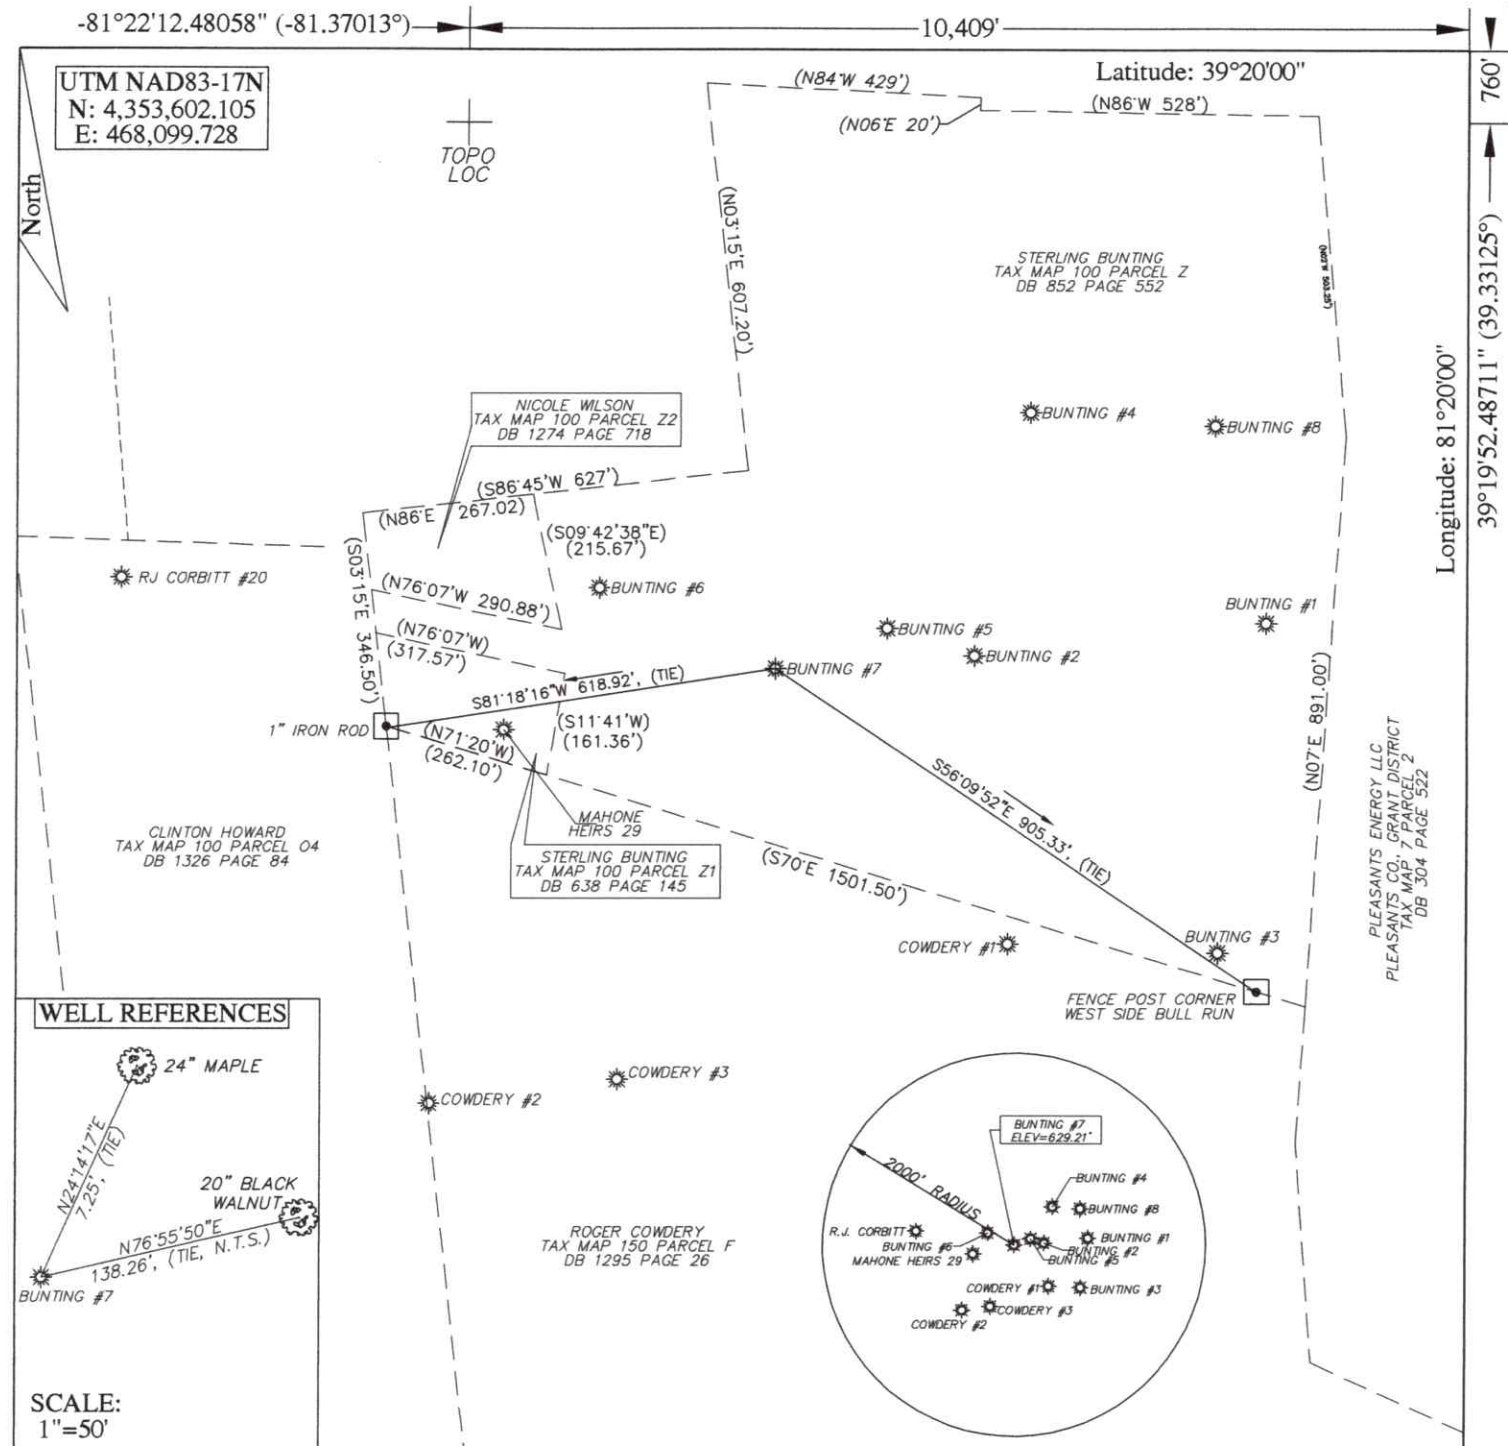 -81°22'12.48058" (-81.37013°)
10,409'
UTM NAD83-17N
N: 4,353,602.105
E: 468,099.728
North
TOPO
LOC
Latitude: 39°20'00"
760'
39°19'52.48711" (39.33125°)
Longitude: 81°20'00"
(N84°W 429')
(N06°E 20')
(N86°W 528')
(N03°15'E 607.20')
STERLING BUNTING
TAX MAP 100 PARCEL Z
DB 852 PAGE 552
BUNTING #4
BUNTING #8
NICOLE WILSON
TAX MAP 100 PARCEL Z2
DB 1274 PAGE 718
(S86°45'W 627')
(N86°E 267.02)
(S09°42'38"E)
(215.67')
RJ CORBITT #20
(S03°15'E 346.50')
(N76°07'W 290.88')
BUNTING #6
(N76°07'W)
(317.57')
BUNTING #5
BUNTING #2
BUNTING #1
BUNTING #7
S81°18'16"W 618.92', (TIE)
1" IRON ROD
(N71°20'W)
(262.10')
(S11°41'W)
(161.36')
(N07°E 891.00')
S56°09'52"E 905.33', (TIE)
PLEASANTS ENERGY LLC
PLEASANTS CO., GRANT DISTRICT
TAX MAP 7 PARCEL 2
DB 304 PAGE 522
MAHONE
HEIRS 29
CLINTON HOWARD
TAX MAP 100 PARCEL O4
DB 1326 PAGE 84
STERLING BUNTING
TAX MAP 100 PARCEL Z1
DB 638 PAGE 145
(S70°E 1501.50')
COWDERY #1
BUNTING #3
FENCE POST CORNER
WEST SIDE BULL RUN
WELL REFERENCES
24" MAPLE
N24°14'17"E
7.25', (TIE)
20" BLACK
WALNUT
N76°55'50"E
138.26', (TIE, N.T.S.)
BUNTING #7
SCALE:
1"=50'
COWDERY #2
COWDERY #3
ROGER COWDERY
TAX MAP 150 PARCEL F
DB 1295 PAGE 26
BUNTING #7
ELEV=629.21'
2000' RADIUS
BUNTING #4
BUNTING #8
R.J. CORBITT
BUNTING #6
MAHONE HEIRS 29
BUNTING #1
BUNTING #2
BUNTING #5
COWDERY #1
BUNTING #3
COWDERY #3
COWDERY #2